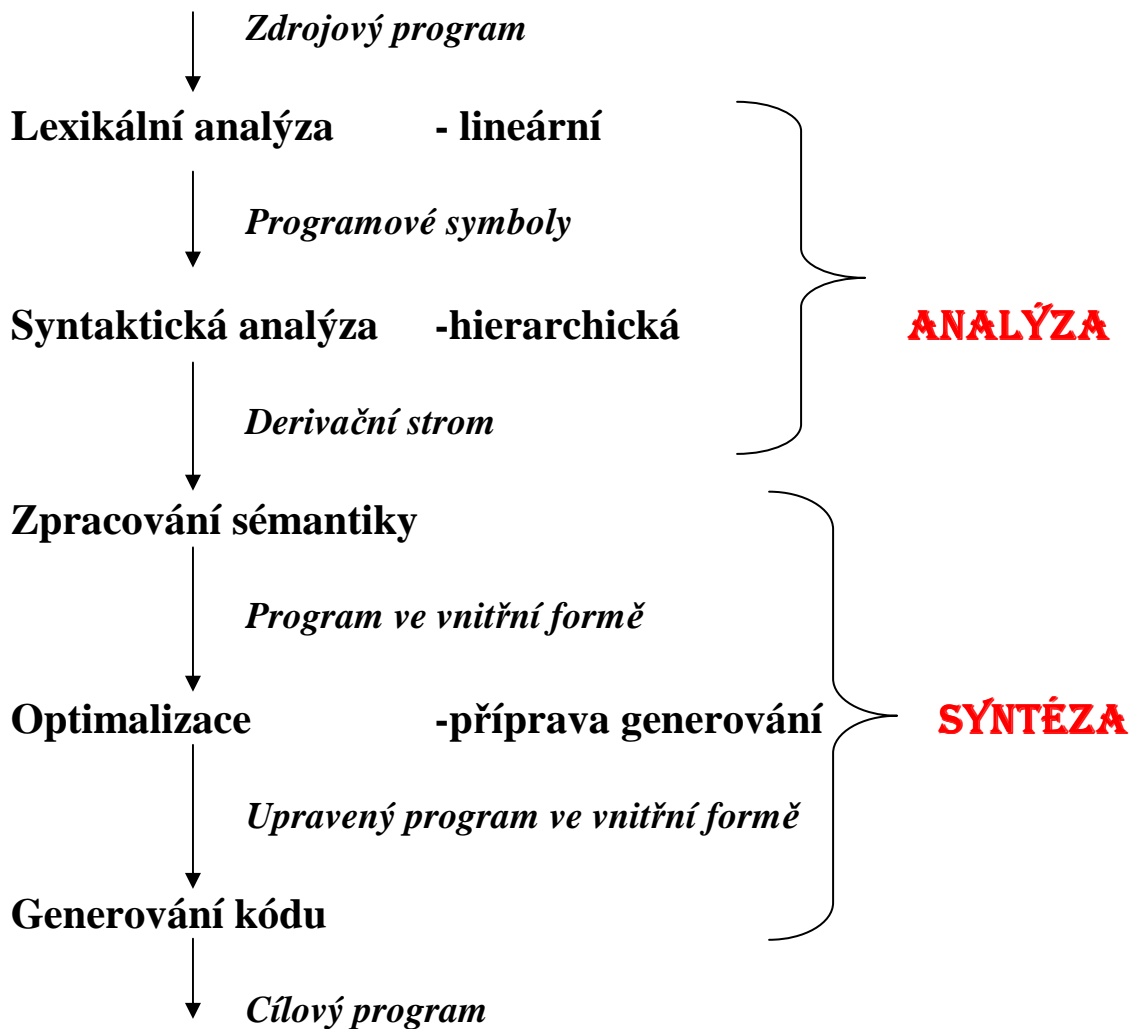 Zdrojový program
Lexikální analýza - lineární
Programové symboly
Syntaktická analýza -hierarchická ANALÝZA
Derivační strom
Zpracování sémantiky
Program ve vnitřní formě
Optimalizace -příprava generování SYNTÉZA
Upravený program ve vnitřní formě
Generování kódu
Cílový program